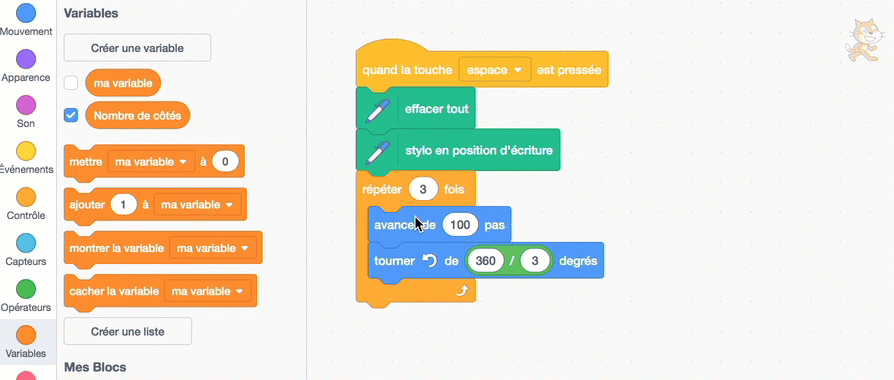 Mouvement
Apparence
Son
Événements
Contrôle
Capteurs
Opérateurs
Variables
Variables
Créer une variable
ma variable
Nombre de côtés
mettre ma variable à 0
ajouter 1 à ma variable
montrer la variable ma variable
cacher la variable ma variable
Créer une liste
Mes Blocs
quand la touche espace est pressée
effacer tout
stylo en position d'écriture
répéter 3 fois
avancer de 100 pas
tourner de 360 / 3 degrés